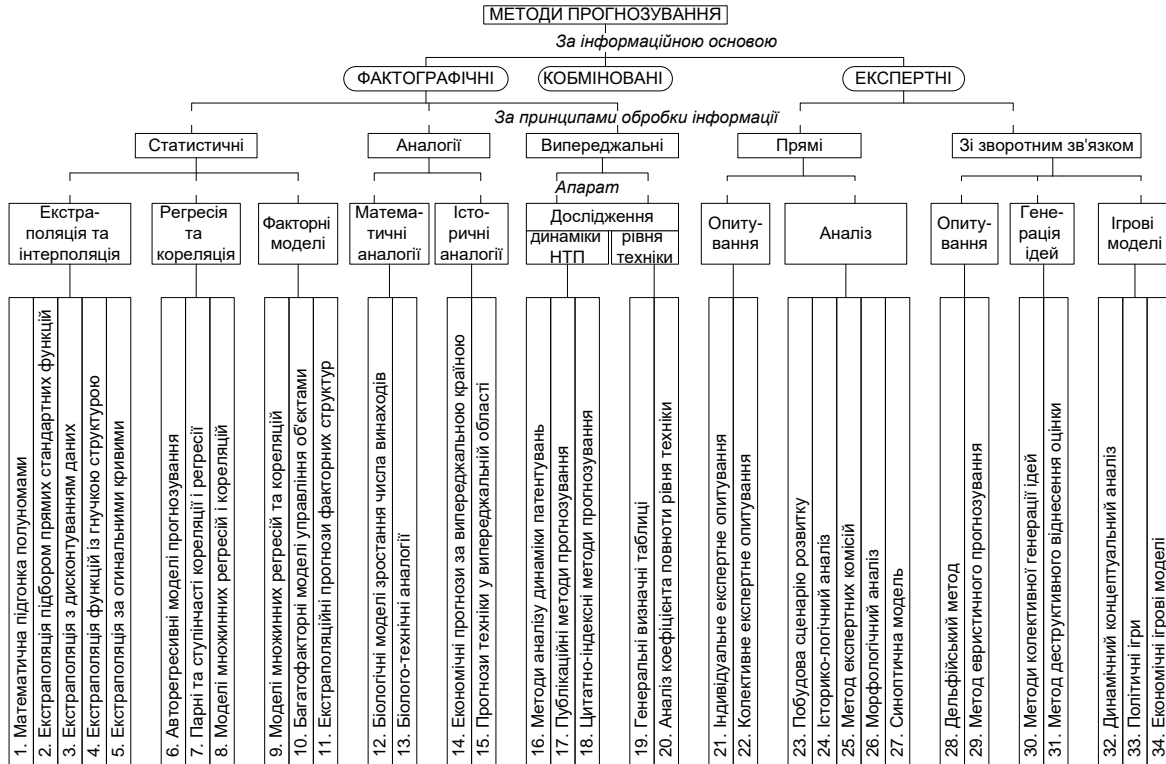 МЕТОДИ ПРОГНОЗУВАННЯ
За інформаційною основою
ФАКТОГРАФІЧНІ
КОБМІНОВАНІ
ЕКСПЕРТНІ
За принципами обробки інформації
Статистичні
Аналогії
Випереджальні
Прямі
Зі зворотним зв'язком
Апарат
Екстра-
поляція та
інтерполяція
Регресія
та
кореляція
Факторні
моделі
Матема-
тичні
аналогії
Істо-
ричні
аналогії
Дослідження
динаміки
НТП
рівня
техніки
Опиту-
вання
Аналіз
Опиту-
вання
Гене-
рація
ідей
Ігрові
моделі
1. Математична підгонка полуномами
2. Екстраполяція підбором прямих стандартних функцій
3. Екстраполяція з дисконтуванням даних
4. Екстраполяція функцій із гнучкою структурою
5. Екстраполяція за огинальними кривими
6. Авторегресивні моделі прогнозування
7. Парні та ступінчасті кореляції і регресії
8. Моделі множинних регресій і кореляцій
9. Моделі множинних регресій та кореляцій
10. Багатофакторні моделі управління об'єктами
11. Екстраполяційні прогнози факторних структур
12. Біологічні моделі зростання числа винаходів
13. Біолого-технічні аналогії
14. Економічні прогнози за випереджальною країною
15. Прогнози техніки у випереджальній області
16. Методи аналізу динаміки патентувань
17. Публікаційні методи прогнозування
18. Цитатно-індексні методи прогнозування
19. Генеральні визначні таблиці
20. Аналіз коефіцієнта повноти рівня техніки
21. Індивідуальне експертне опитування
22. Колективне експертне опитування
23. Побудова сценарію розвитку
24. Історико-логічний аналіз
25. Метод експертних комісій
26. Морфологічний аналіз
27. Синоптична модель
28. Дельфійський метод
29. Метод евристичного прогнозування
30. Методи колективної генерації ідей
31. Метод деструктивного віднесення оцінки
32. Динамічний концептуальний аналіз
33. Політичні ігри
34. Економічні ігрові моделі